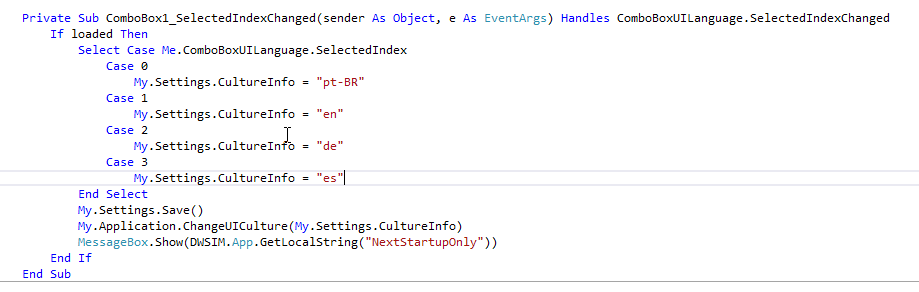 Private Sub ComboBox1_SelectedIndexChanged(sender As Object, e As EventArgs) Handles ComboBoxUILanguage.SelectedIndexChanged
If loaded Then
Select Case Me.ComboBoxUILanguage.SelectedIndex
Case 0
My.Settings.CultureInfo = "pt-BR"
Case 1
My.Settings.CultureInfo = "en"
Case 2
My.Settings.CultureInfo = "de"
Case 3
My.Settings.CultureInfo = "es"
End Select
My.Settings.Save()
My.Application.ChangeUICulture(My.Settings.CultureInfo)
MessageBox.Show(DWSIM.App.GetLocalString("NextStartupOnly"))
End If
End Sub